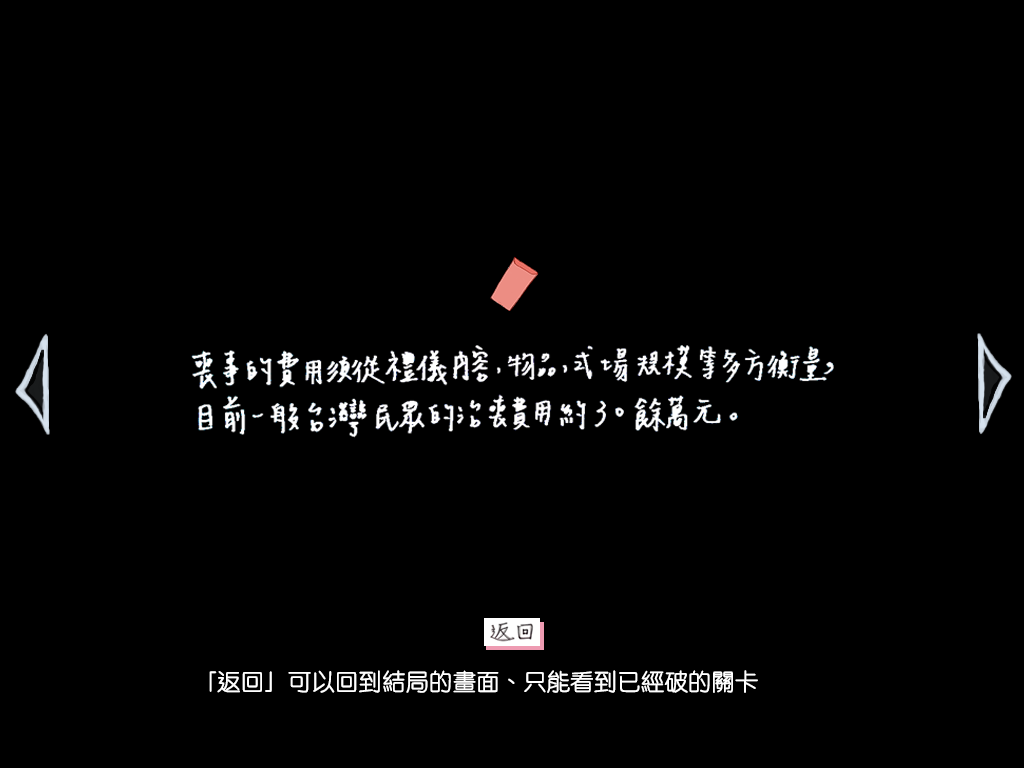 喪事的費用須從禮儀內容,物品,式場規模等多方衡量,
目前一般台灣民眾的治喪費用約30餘萬元。
返回
「返回」可以回到結局的畫面、只能看到已經破的關卡